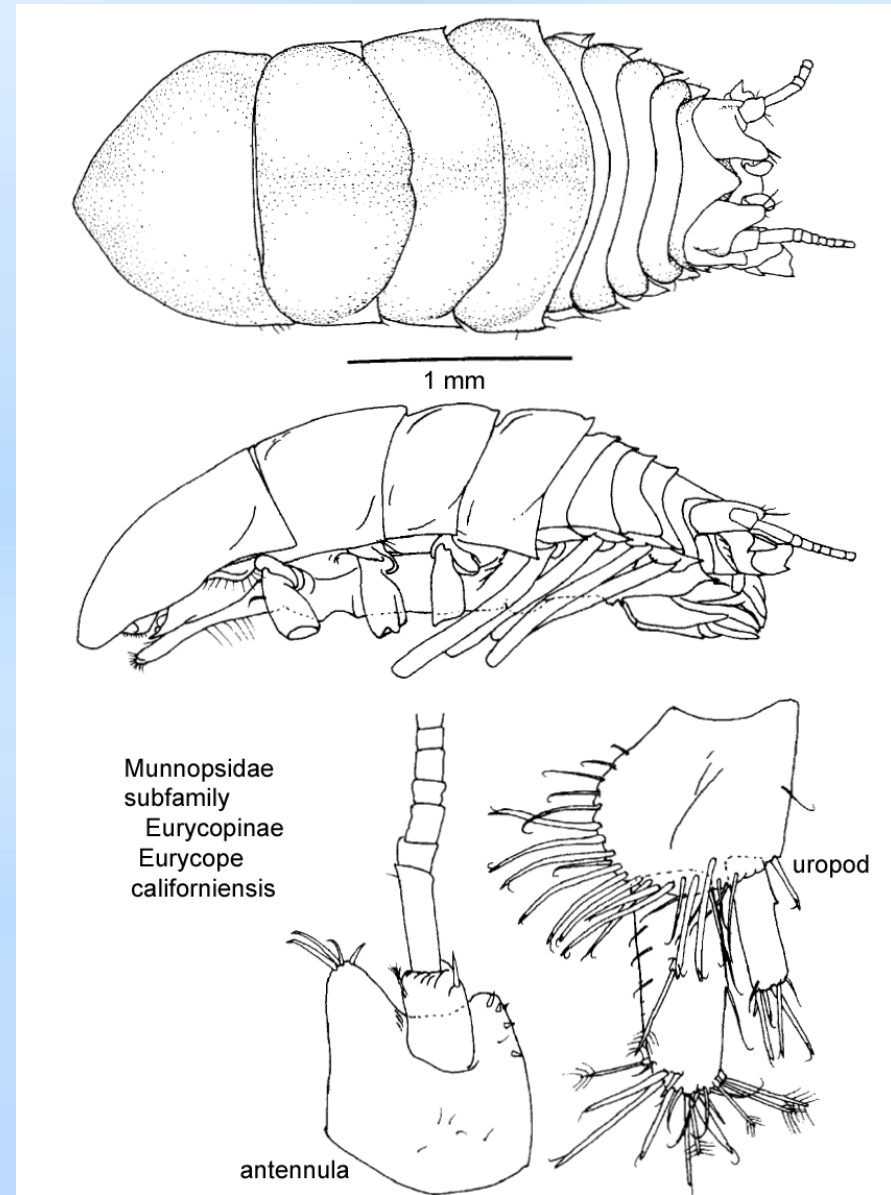 1 mm
Munnopsidae
subfamily
Eurycopinae
Eurycope
californiensis
uropod
antennula